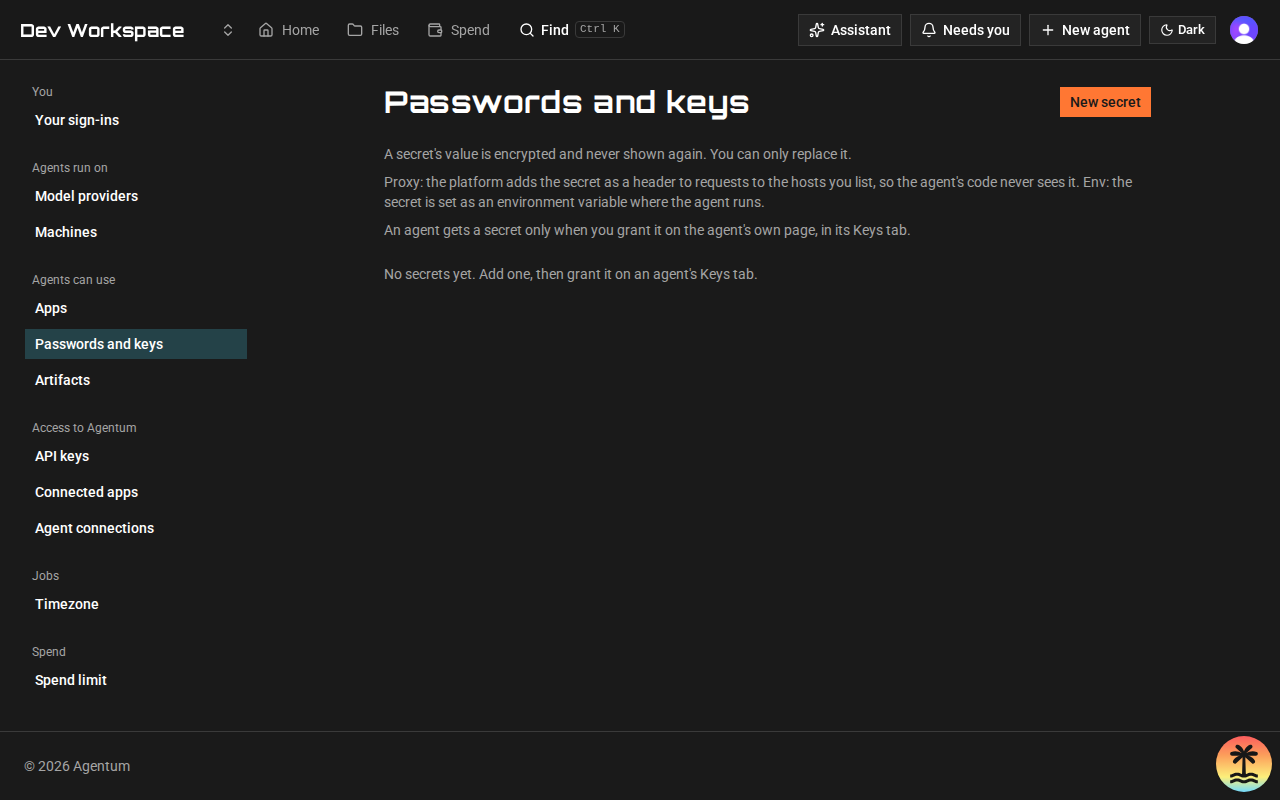 Dev Workspace
Home
Files
Spend
Find Ctrl K
Assistant
Needs you
New agent
Dark
You
Your sign-ins
Agents run on
Model providers
Machines
Agents can use
Apps
Passwords and keys
Artifacts
Access to Agentum
API keys
Connected apps
Agent connections
Jobs
Timezone
Spend
Spend limit
Passwords and keys
New secret
A secret's value is encrypted and never shown again. You can only replace it.
Proxy: the platform adds the secret as a header to requests to the hosts you list, so the agent's code never sees it. Env: the
secret is set as an environment variable where the agent runs.
An agent gets a secret only when you grant it on the agent's own page, in its Keys tab.
No secrets yet. Add one, then grant it on an agent's Keys tab.
© 2026 Agentum